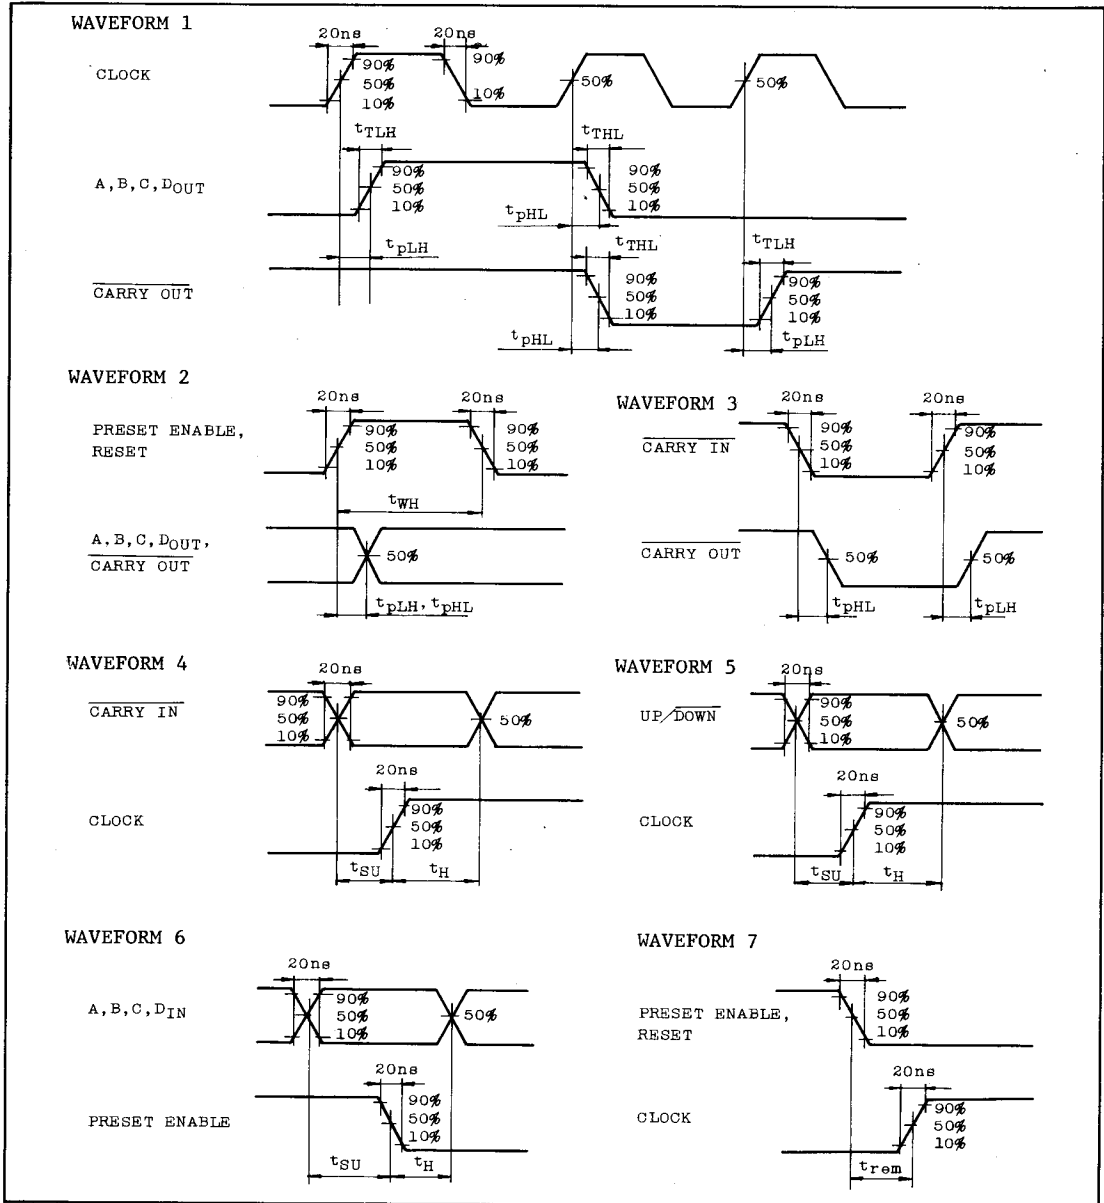 WAVEFORM 1
20ns 20ns
CLOCK
90% 90%
50% 50% 50%
10% 10%
tTLH tTHL
A,B,C,DOUT
90% 90%
50% 50%
10% 10%
tpHL
tpLH tTHL tTLH
CARRY OUT
90% 90%
50% 50%
10% 10%
tpHL tpLH
WAVEFORM 2
20ns 20ns
PRESET ENABLE,
RESET
90% 90%
50% 50%
10% 10%
tWH
A,B,C,DOUT,
CARRY OUT
50%
tpLH,tpHL
WAVEFORM 3
20ns 20ns
CARRY IN
90% 90%
50% 50%
10% 10%
CARRY OUT
50% 50%
tpHL tpLH
WAVEFORM 4
20ns
CARRY IN
90%
50% 50%
10%
20ns
CLOCK
90%
50%
10%
tSU tH
WAVEFORM 5
20ns
UP/DOWN
90%
50% 50%
10%
20ns
CLOCK
90%
50%
10%
tSU tH
WAVEFORM 6
20ns
A,B,C,DIN
90%
50% 50%
10%
20ns
PRESET ENABLE
90%
50%
10%
tSU tH
WAVEFORM 7
20ns
PRESET ENABLE,
RESET
90%
50%
10%
20ns
CLOCK
90%
50%
10%
trem